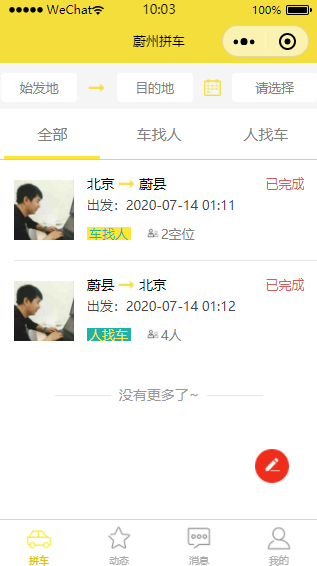 WeChat 10:03 100%
蔚州拼车
始发地 目的地 请选择
全部 车找人 人找车
北京 蔚县 已完成
出发：2020-07-14 01:11
车找人 2空位
蔚县 北京 已完成
出发：2020-07-14 01:12
人找车 4人
没有更多了~
拼车 动态 消息 我的